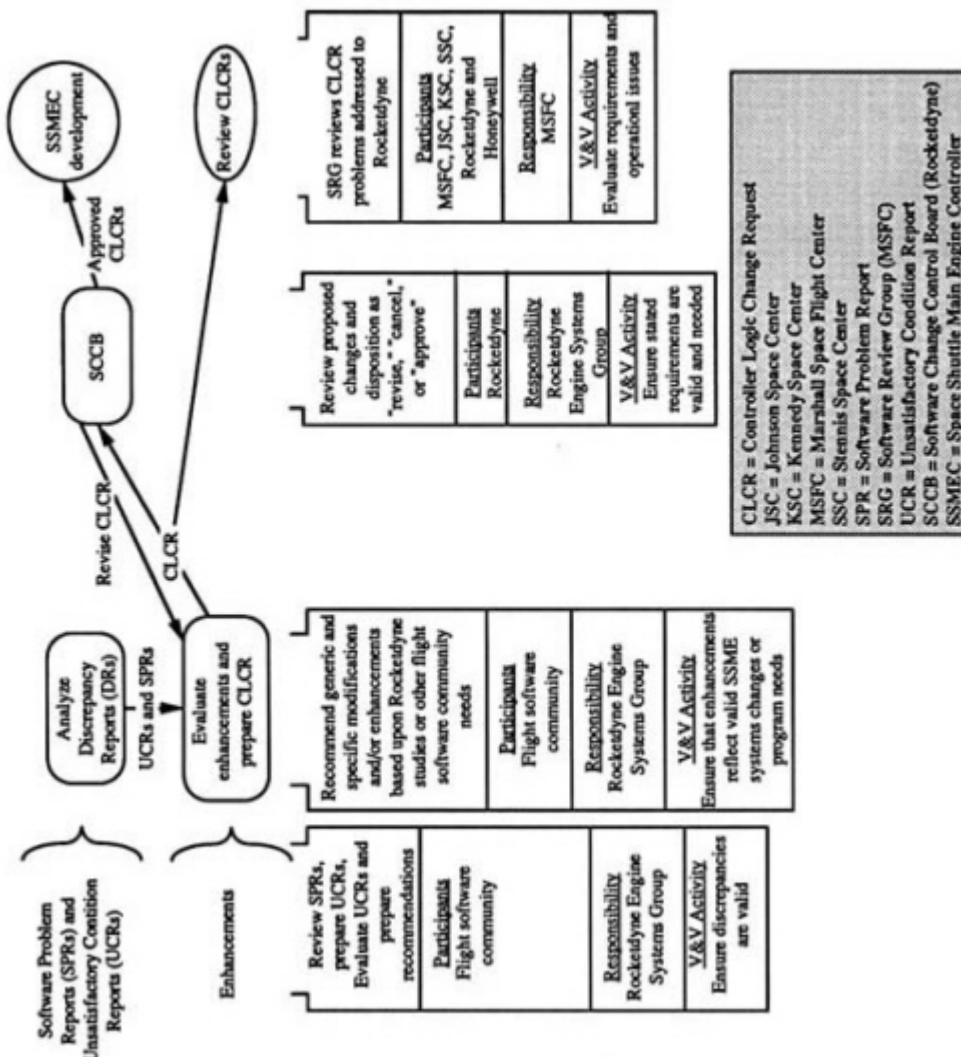 Software Problem
Reports (SPRs) and
Unsatisfactory Contition
Reports (UCRs)
Analyze
Discrepancy
Reports (DRs)
UCRs and SPRs
Enhancements
Evaluate
enhancements and
prepare CLCR
Revise CLCR
CLCR
SCCB
Approved
CLCRs
SSMEC
development
Review CLCRs
Review SPRs,
prepare UCRs,
Evaluate UCRs and
prepare
recommendations
Participants
Flight software
community
Responsibility
Rocketdyne Engine
Systems Group
V&V Activity
Ensure discrepancies
are valid
Recommend generic and
specific modifications
and/or enhancements
based upon Rocketdyne
studies or other flight
software community
needs
Participants
Flight software
community
Responsibility
Rocketdyne Engine
Systems Group
V&V Activity
Ensure that enhancements
reflect valid SSME
systems changes or
program needs
Review proposed
changes and
disposition as
"revise," "cancel,"
or "approve"
Participants
Rocketdyne
Responsibility
Rocketdyne
Engine Systems
Group
V&V Activity
Ensure stated
requirements are
valid and needed
SRG reviews CLCR
problems addressed to
Rocketdyne
Participants
MSFC, JSC, KSC, SSC,
Rocketdyne and
Honeywell
Responsibility
MSFC
V&V Activity
Evaluate requirements and
operational issues
CLCR = Controller Logic Change Request
JSC = Johnson Space Center
KSC = Kennedy Space Center
MSFC = Marshall Space Flight Center
SSC = Stennis Space Center
SPR = Software Problem Report
SRG = Software Review Group (MSFC)
UCR = Unsatisfactory Condition Report
SCCB = Software Change Control Board (Rocketdyne)
SSMEC = Space Shuttle Main Engine Controller